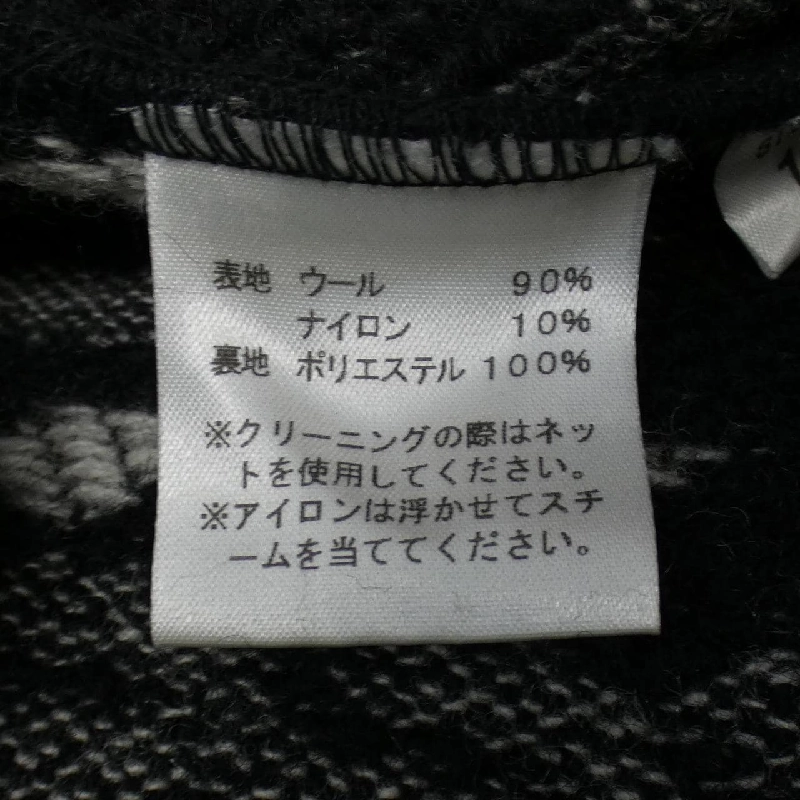 表地 ウール 90%
ナイロン 10%
裏地 ポリエステル 100%
※クリーニングの際はネッ
トを使用してください。
※アイロンは浮かせてスチ
ームを当ててください。